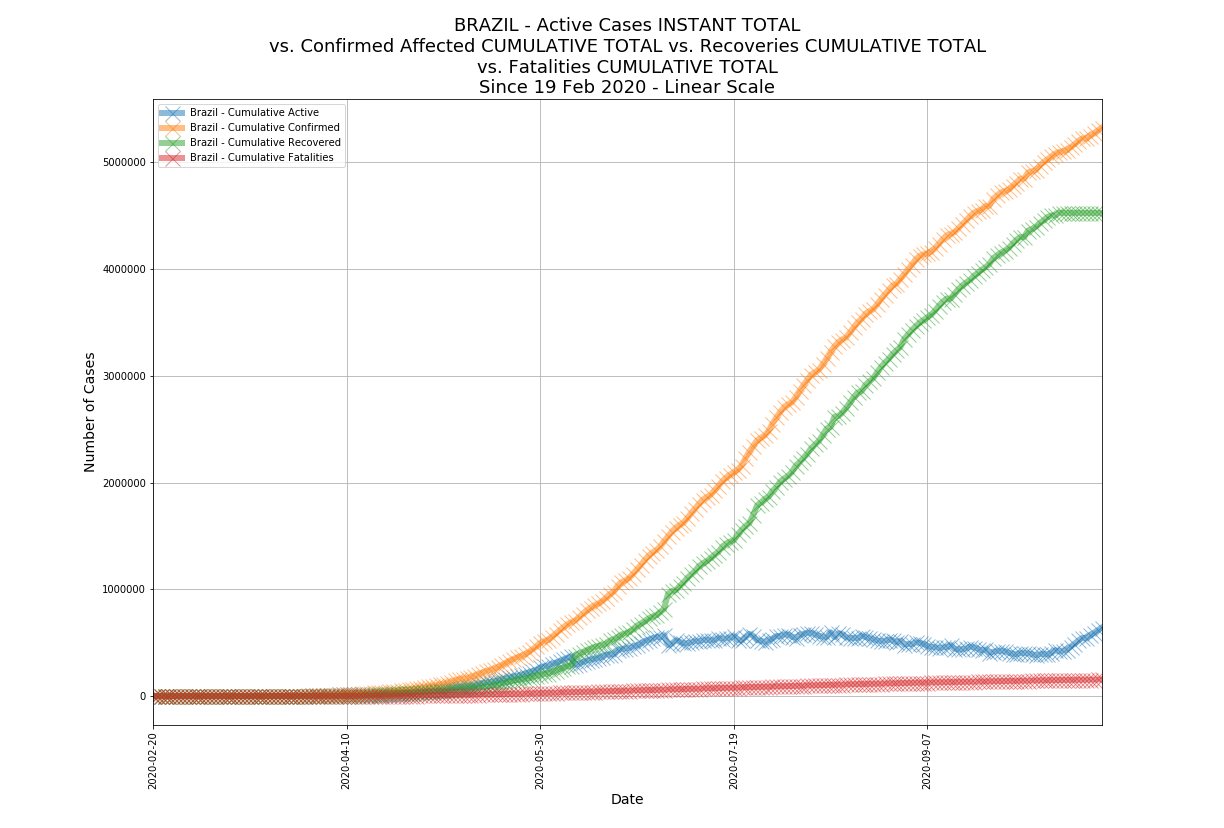 BRAZIL - Active Cases INSTANT TOTAL
vs. Confirmed Affected CUMULATIVE TOTAL vs. Recoveries CUMULATIVE TOTAL
vs. Fatalities CUMULATIVE TOTAL
Since 19 Feb 2020 - Linear Scale
Brazil - Cumulative Active
Brazil - Cumulative Confirmed
Brazil - Cumulative Recovered
Brazil - Cumulative Fatalities
Number of Cases
5000000
4000000
3000000
2000000
1000000
0
2020-02-20
2020-04-10
2020-05-30
2020-07-19
2020-09-07
Date